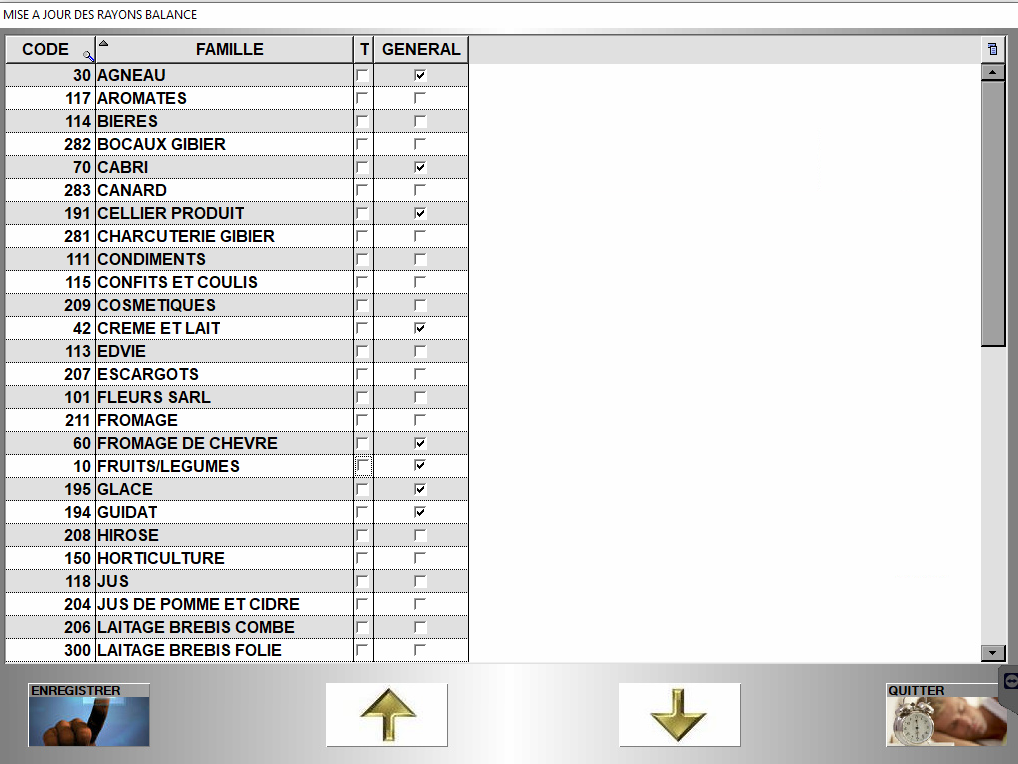 MISE A JOUR DES RAYONS BALANCE
CODE FAMILLE T GENERAL
30 AGNEAU
117 AROMATES
114 BIERES
282 BOCAUX GIBIER
70 CABRI
283 CANARD
191 CELLIER PRODUIT
281 CHARCUTERIE GIBIER
111 CONDIMENTS
115 CONFITS ET COULIS
209 COSMETIQUES
42 CREME ET LAIT
113 EDVIE
207 ESCARGOTS
101 FLEURS SARL
211 FROMAGE
60 FROMAGE DE CHEVRE
10 FRUITS/LEGUMES
195 GLACE
194 GUIDAT
208 HIROSE
150 HORTICULTURE
118 JUS
204 JUS DE POMME ET CIDRE
206 LAITAGE BREBIS COMBE
300 LAITAGE BREBIS FOLIE
ENREGISTRER QUITTER